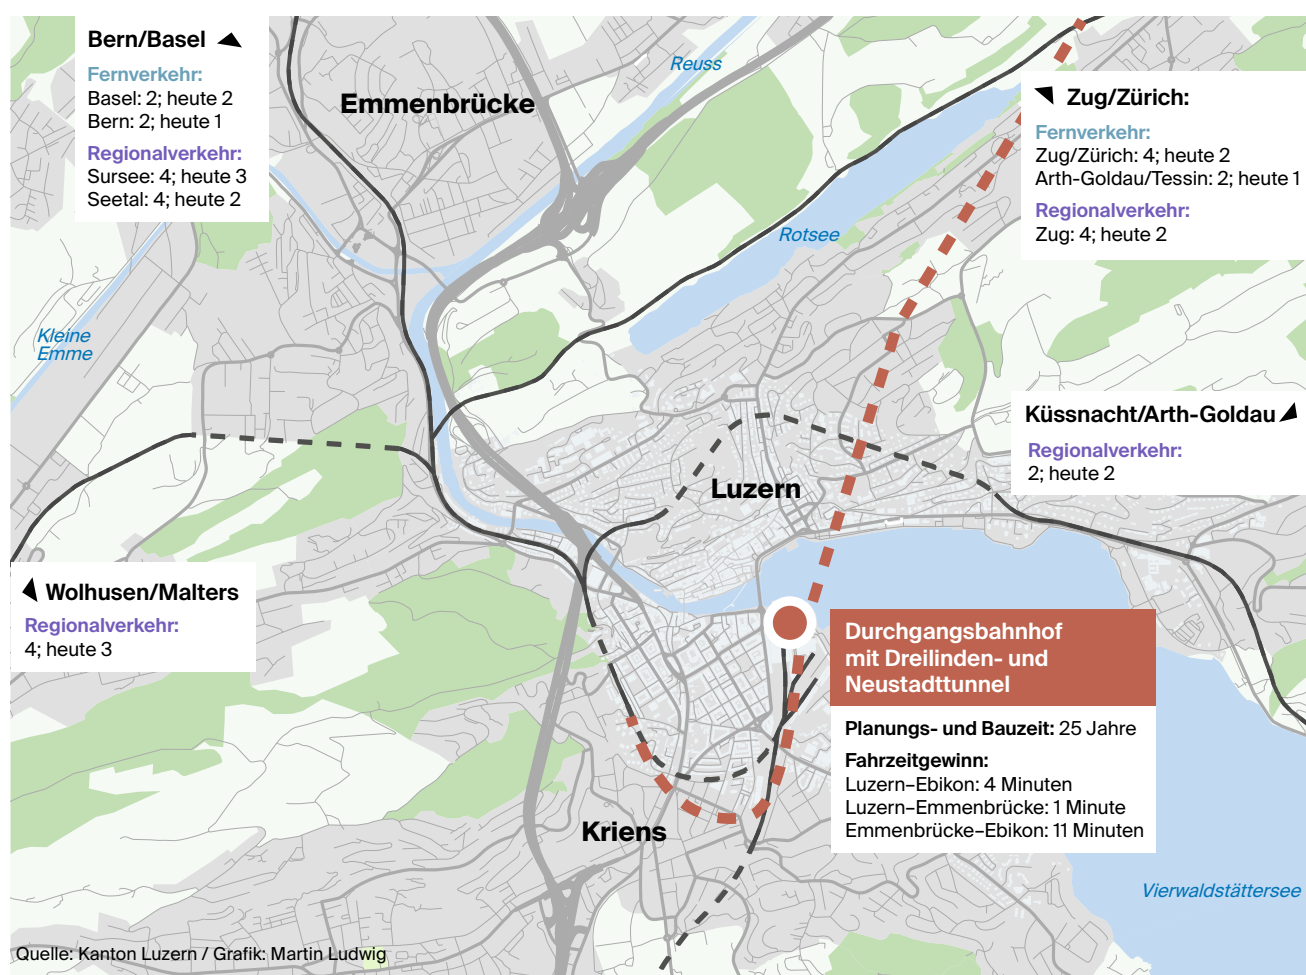 Bern/Basel
Fernverkehr:
Basel: 2; heute 2
Bern: 2; heute 1
Regionalverkehr:
Sursee: 4; heute 3
Seetal: 4; heute 2
Emmenbrücke
Reuss
Zug/Zürich:
Fernverkehr:
Zug/Zürich: 4; heute 2
Arth-Goldau/Tessin: 2; heute 1
Regionalverkehr:
Zug: 4; heute 2
Rotsee
Kleine
Emme
Küssnacht/Arth-Goldau
Regionalverkehr:
2; heute 2
Luzern
Wolhusen/Malters
Regionalverkehr:
4; heute 3
Durchgangsbahnhof
mit Dreilinden- und
Neustadttunnel
Planungs- und Bauzeit: 25 Jahre
Fahrzeitgewinn:
Luzern–Ebikon: 4 Minuten
Luzern–Emmenbrücke: 1 Minute
Emmenbrücke–Ebikon: 11 Minuten
Kriens
Vierwaldstättersee
Quelle: Kanton Luzern / Grafik: Martin Ludwig